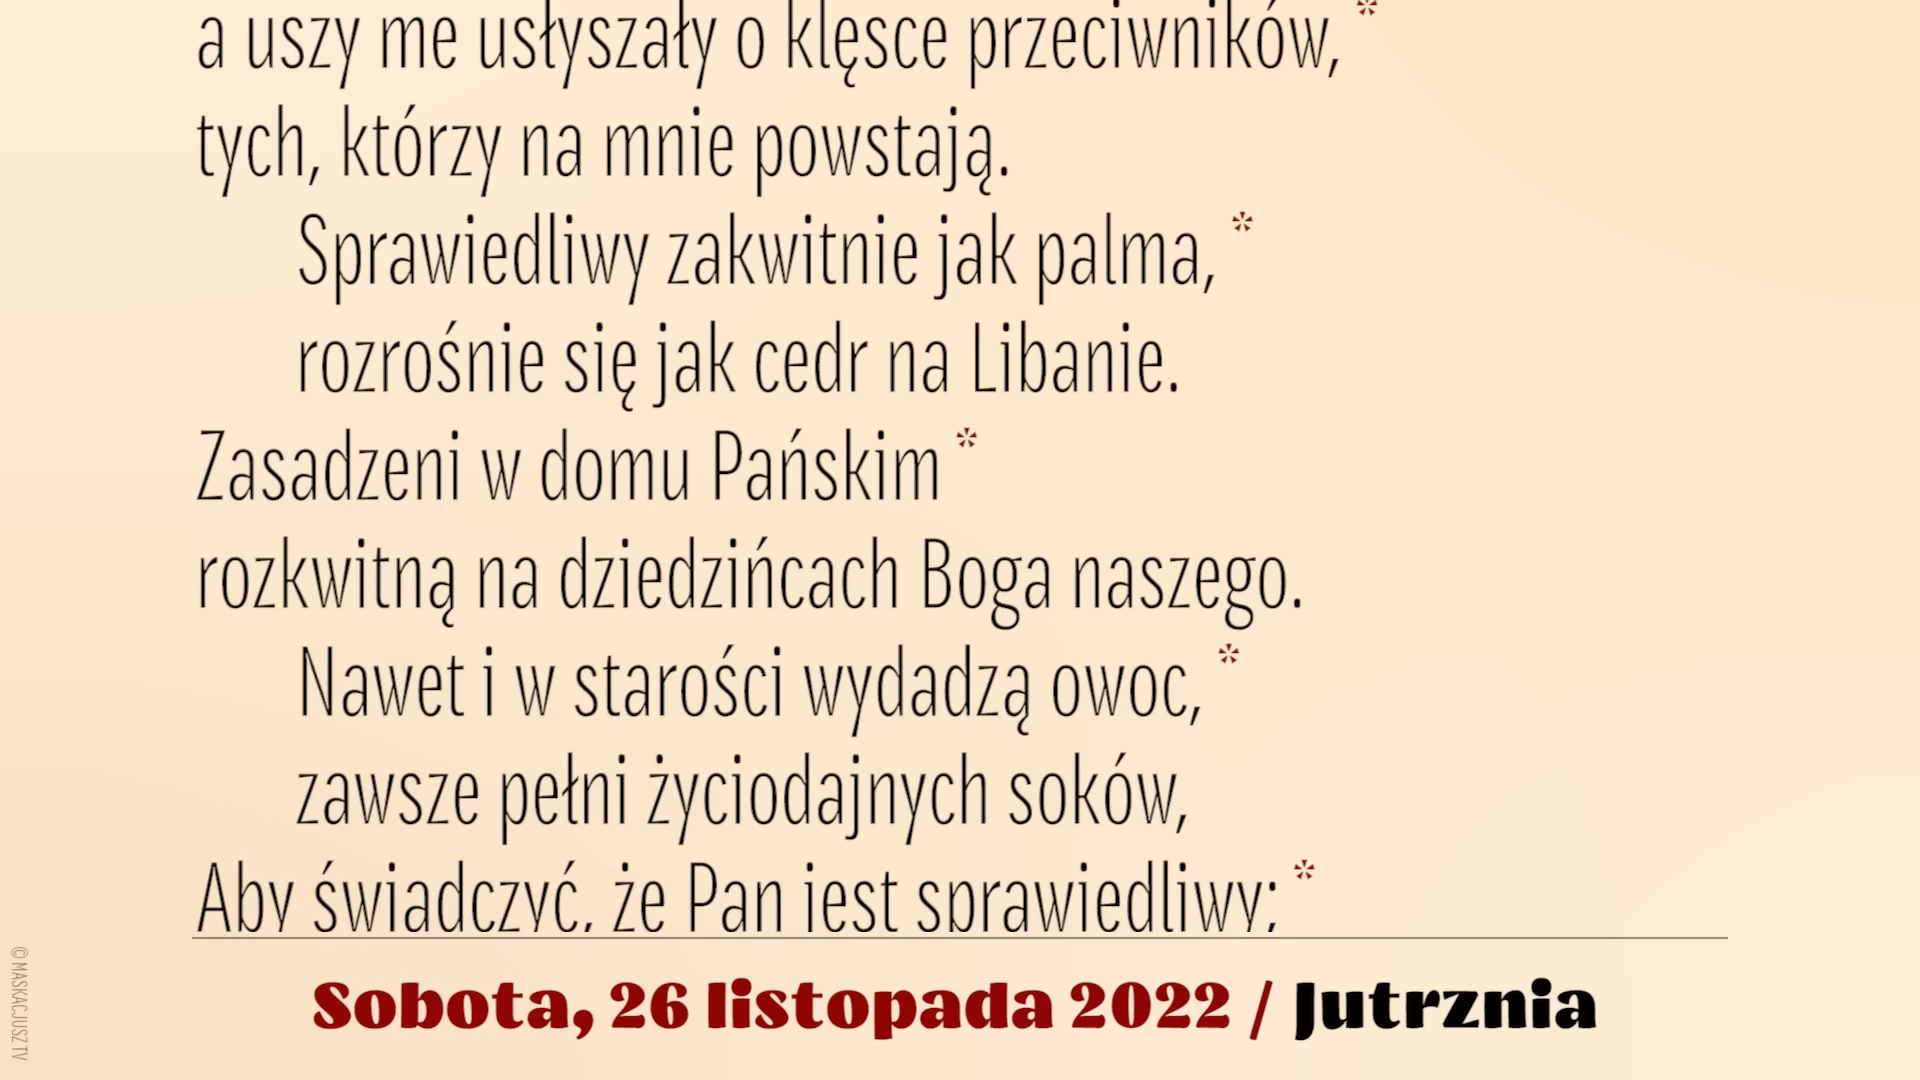 a uszy me usłyszały o klęsce przeciwników, *
tych, którzy na mnie powstają.
Sprawiedliwy zakwitnie jak palma, *
rozrośnie się jak cedr na Libanie.
Zasadzeni w domu Pańskim *
rozkwitną na dziedzińcach Boga naszego.
Nawet i w starości wydadzą owoc, *
zawsze pełni życiodajnych soków,
Aby świadczyć, że Pan jest sprawiedliwy; *
Sobota, 26 listopada 2022 / Jutrznia
© MASKACJUSZ TV